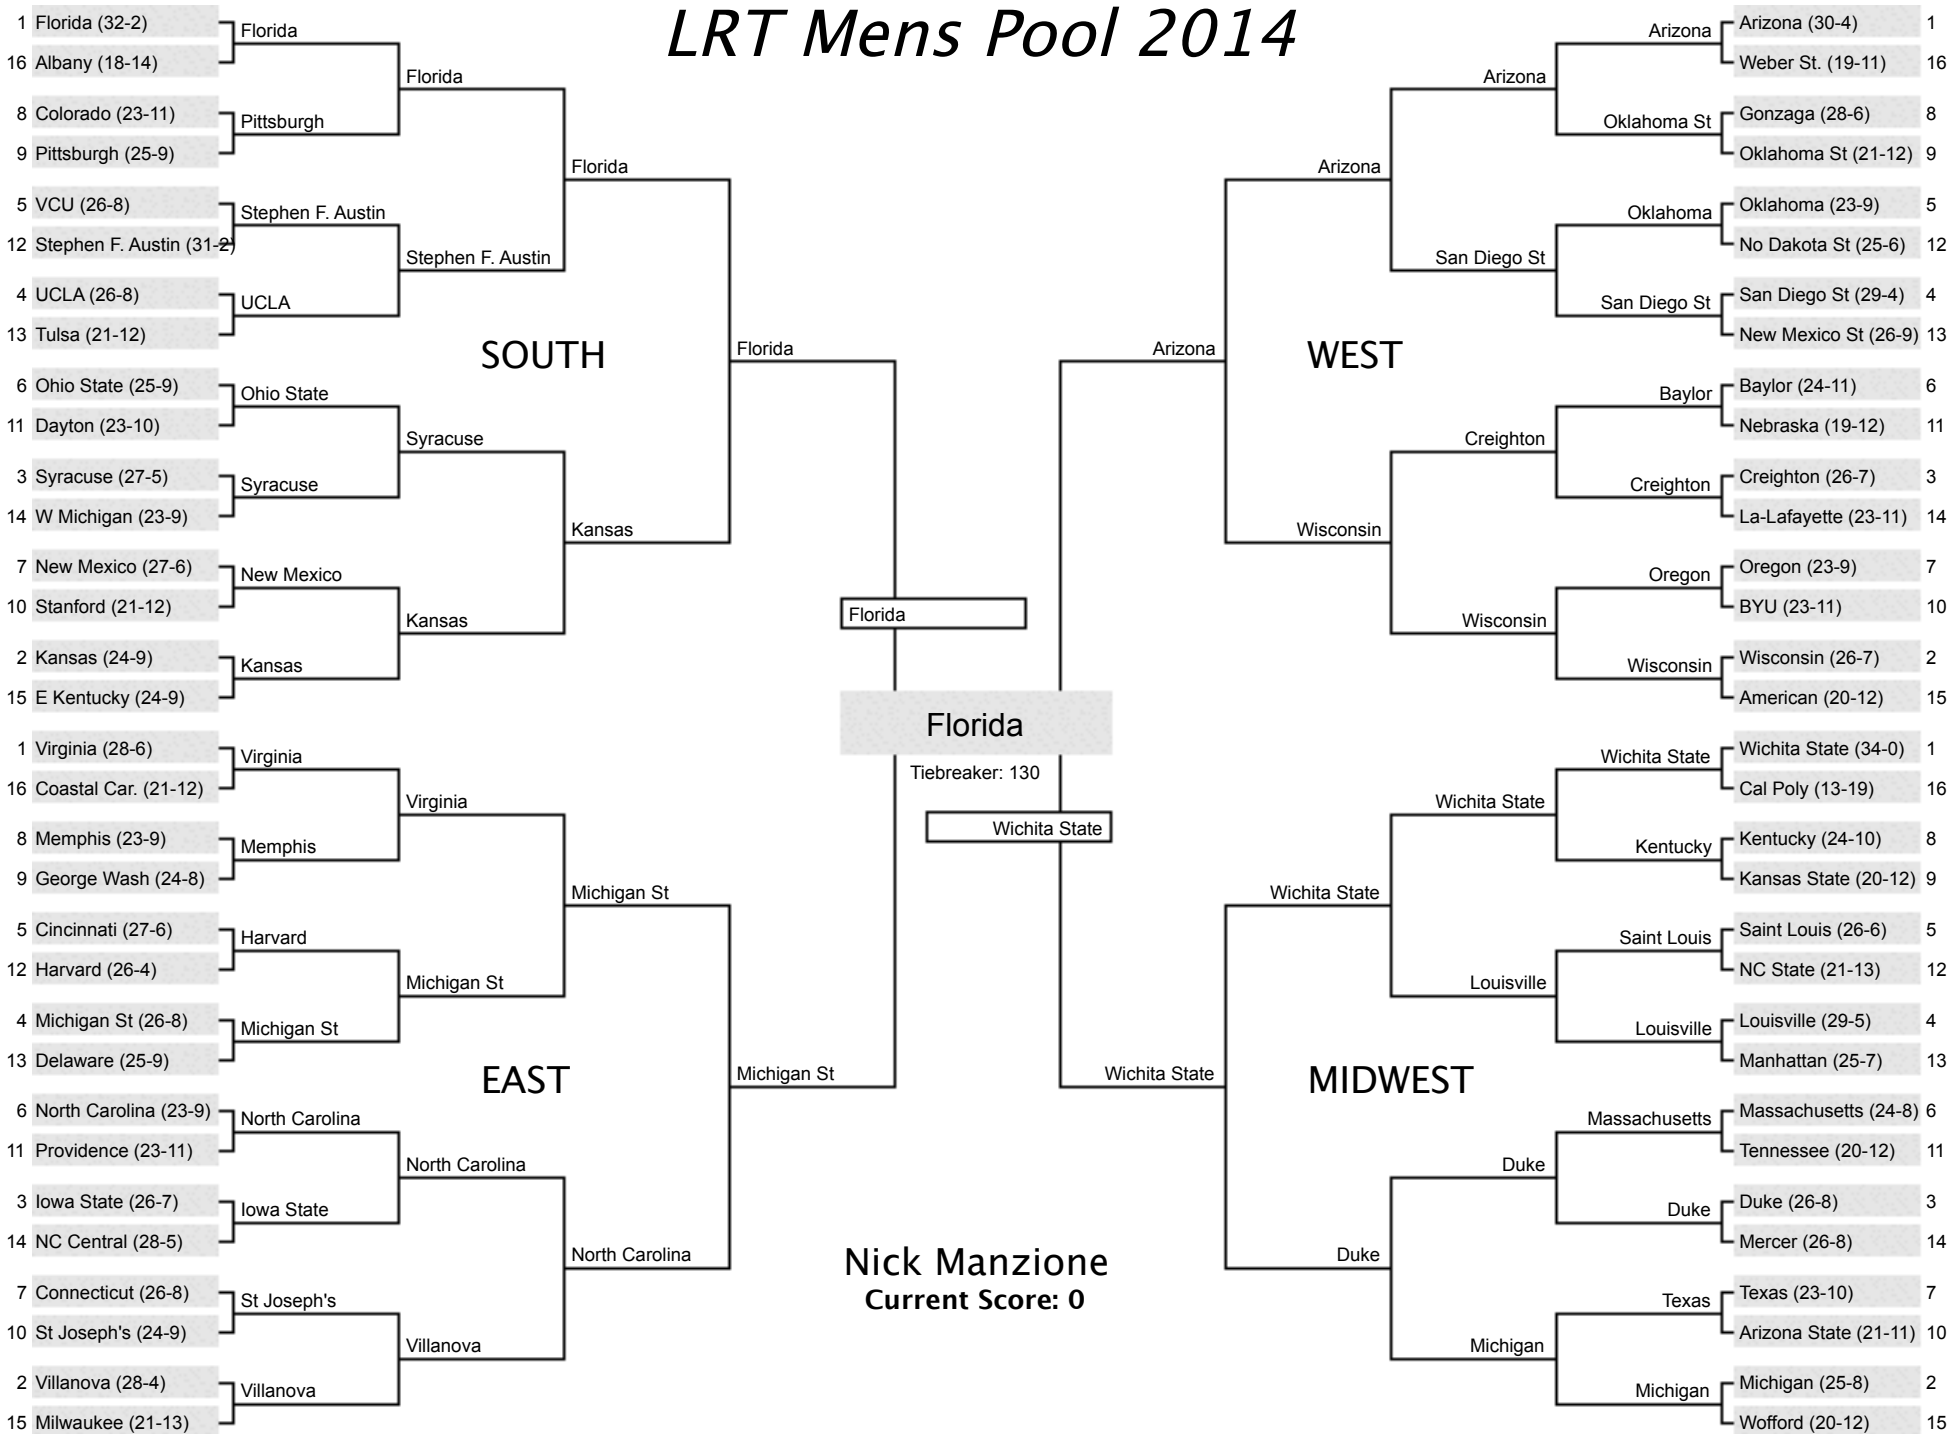 LRT Mens Pool 2014
1 Florida (32-2)
16 Albany (18-14)
8 Colorado (23-11)
9 Pittsburgh (25-9)
5 VCU (26-8)
12 Stephen F. Austin (31-2)
4 UCLA (26-8)
13 Tulsa (21-12)
6 Ohio State (25-9)
11 Dayton (23-10)
3 Syracuse (27-5)
14 W Michigan (23-9)
7 New Mexico (27-6)
10 Stanford (21-12)
2 Kansas (24-9)
15 E Kentucky (24-9)
Florida
Pittsburgh
Stephen F. Austin
UCLA
Ohio State
Syracuse
New Mexico
Kansas
Florida
Stephen F. Austin
Syracuse
Kansas
Florida
Kansas
SOUTH
Florida
1 Virginia (28-6)
16 Coastal Car. (21-12)
8 Memphis (23-9)
9 George Wash (24-8)
5 Cincinnati (27-6)
12 Harvard (26-4)
4 Michigan St (26-8)
13 Delaware (25-9)
6 North Carolina (23-9)
11 Providence (23-11)
3 Iowa State (26-7)
14 NC Central (28-5)
7 Connecticut (26-8)
10 St Joseph's (24-9)
2 Villanova (28-4)
15 Milwaukee (21-13)
Virginia
Memphis
Harvard
Michigan St
North Carolina
Iowa State
St Joseph's
Villanova
Virginia
Michigan St
North Carolina
Villanova
Michigan St
North Carolina
EAST
Michigan St
Florida
Florida
Tiebreaker: 130
Wichita State
Nick Manzione
Current Score: 0
Arizona
WEST
Arizona
Wisconsin
Arizona
San Diego St
Creighton
Wisconsin
Arizona
Oklahoma St
Oklahoma
San Diego St
Baylor
Creighton
Oregon
Wisconsin
Arizona (30-4) 1
Weber St. (19-11) 16
Gonzaga (28-6) 8
Oklahoma St (21-12) 9
Oklahoma (23-9) 5
No Dakota St (25-6) 12
San Diego St (29-4) 4
New Mexico St (26-9) 13
Baylor (24-11) 6
Nebraska (19-12) 11
Creighton (26-7) 3
La-Lafayette (23-11) 14
Oregon (23-9) 7
BYU (23-11) 10
Wisconsin (26-7) 2
American (20-12) 15
Wichita State
MIDWEST
Wichita State
Duke
Wichita State
Louisville
Duke
Michigan
Wichita State
Kentucky
Saint Louis
Louisville
Massachusetts
Duke
Texas
Michigan
Wichita State (34-0) 1
Cal Poly (13-19) 16
Kentucky (24-10) 8
Kansas State (20-12) 9
Saint Louis (26-6) 5
NC State (21-13) 12
Louisville (29-5) 4
Manhattan (25-7) 13
Massachusetts (24-8) 6
Tennessee (20-12) 11
Duke (26-8) 3
Mercer (26-8) 14
Texas (23-10) 7
Arizona State (21-11) 10
Michigan (25-8) 2
Wofford (20-12) 15